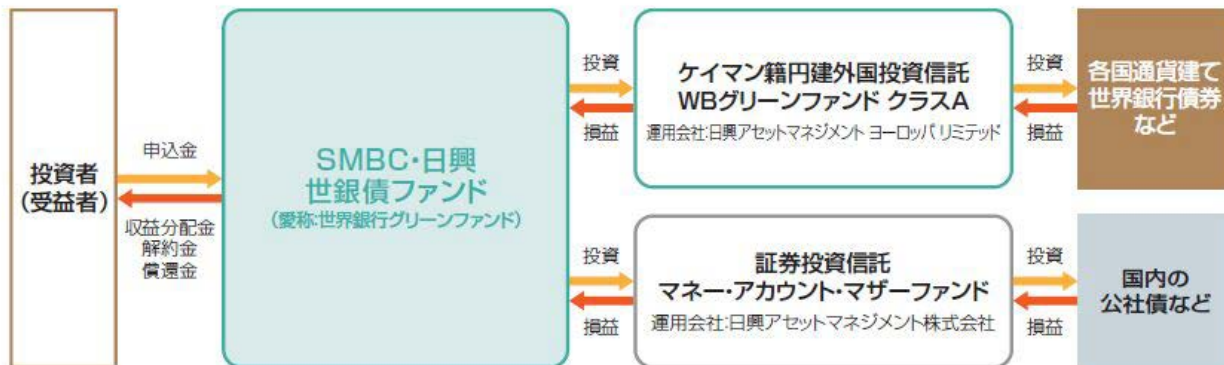 投資者
(受益者)
申込金
収益分配金
解約金
償還金
SMBC・日興
世銀債ファンド
(愛称:世界銀行グリーンファンド)
投資
損益
ケイマン籍円建外国投資信託
WBグリーンファンド クラスA
運用会社:日興アセットマネジメント ヨーロッパ リミテッド
投資
損益
各国通貨建て
世界銀行債券
など
投資
損益
証券投資信託
マネー・アカウント・マザーファンド
運用会社:日興アセットマネジメント株式会社
投資
損益
国内の
公社債など